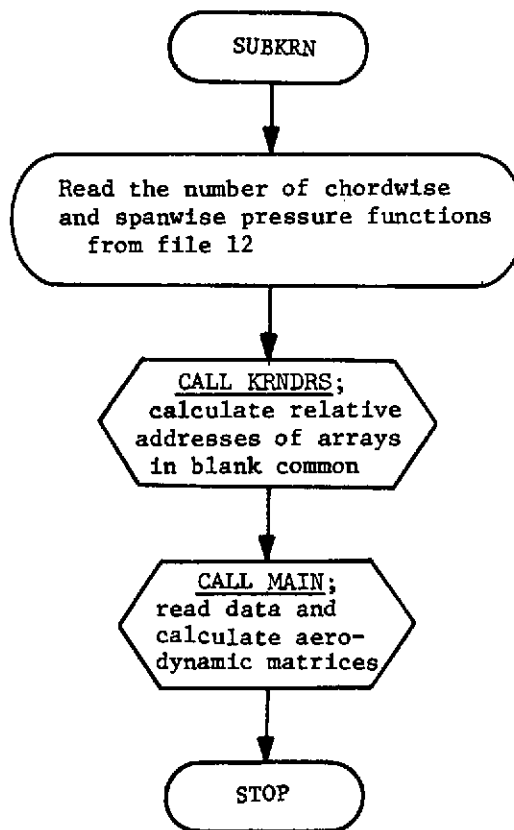 SUBKRN
Read the number of chordwise
and spanwise pressure functions
from file 12
CALL KRNDRS;
calculate relative
addresses of arrays
in blank common
CALL MAIN;
read data and
calculate aero-
dynamic matrices
STOP